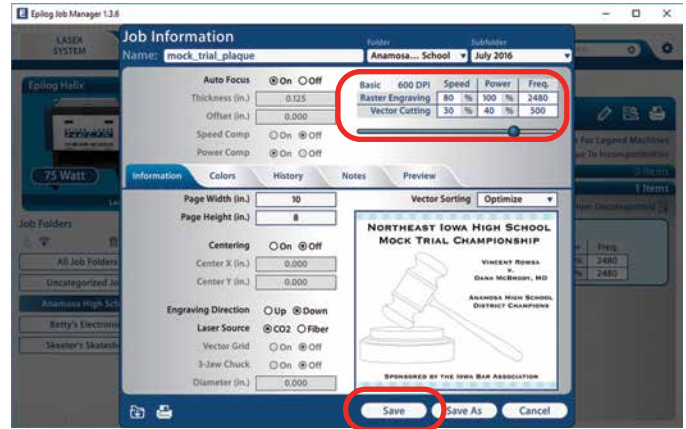 Epilog Job Manager 1.3.6
LASER SYSTEM
Job Information
Name: mock_trial_plaque
Folder
Anamosa... School
Subfolder
July 2016
Auto Focus On Off
Thickness (in.) 0.125
Offset (in.) 0.000
Speed Comp On Off
Power Comp On Off
Basic 600 DPI Speed Power Freq.
Raster Engraving 80 % 100 % 2480
Vector Cutting 30 % 40 % 500
Information Colors History Notes Preview
Page Width (in.) 10
Page Height (in.) 8
Centering On Off
Center X (in.) 0.000
Center Y (in.) 0.000
Engraving Direction Up Down
Laser Source CO2 Fiber
Vector Grid On Off
3-Jaw Chuck On Off
Diameter (in.) 0.000
Vector Sorting Optimize
NORTHEAST IOWA HIGH SCHOOL
MOCK TRIAL CHAMPIONSHIP
VINCENT ROWSA
V.
DANA MCBRODY, MD
ANAMOSA HIGH SCHOOL
DISTRICT CHAMPIONS
SPONSORED BY THE IOWA BAR ASSOCIATION
Save Save As Cancel
Epilog Helix
75 Watt
Job Folders
All Job Folders
Uncategorized Jo
Anamosa High Sch
Betty's Electroni
Skeeter's Skatesh
s For Legend Machines
ue To Incompatibilities
0 Items
1 Items
Freq.
% 2480
% 2480